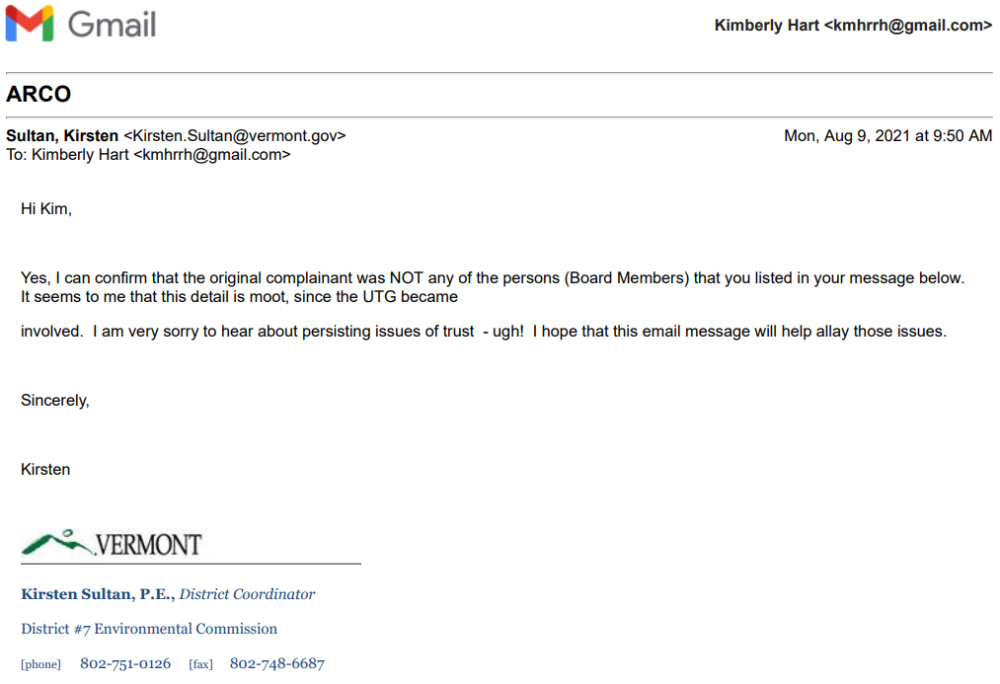 Gmail
Kimberly Hart <kmhrrh@gmail.com>
ARCO
Sultan, Kirsten <Kirsten.Sultan@vermont.gov>
Mon, Aug 9, 2021 at 9:50 AM
To: Kimberly Hart <kmhrrh@gmail.com>
Hi Kim,
Yes, I can confirm that the original complainant was NOT any of the persons (Board Members) that you listed in your message below.
It seems to me that this detail is moot, since the UTG became
involved.  I am very sorry to hear about persisting issues of trust  - ugh!  I hope that this email message will help allay those issues.
Sincerely,
Kirsten
VERMONT
Kirsten Sultan, P.E., District Coordinator
District #7 Environmental Commission
[phone]  802-751-0126  [fax]  802-748-6687